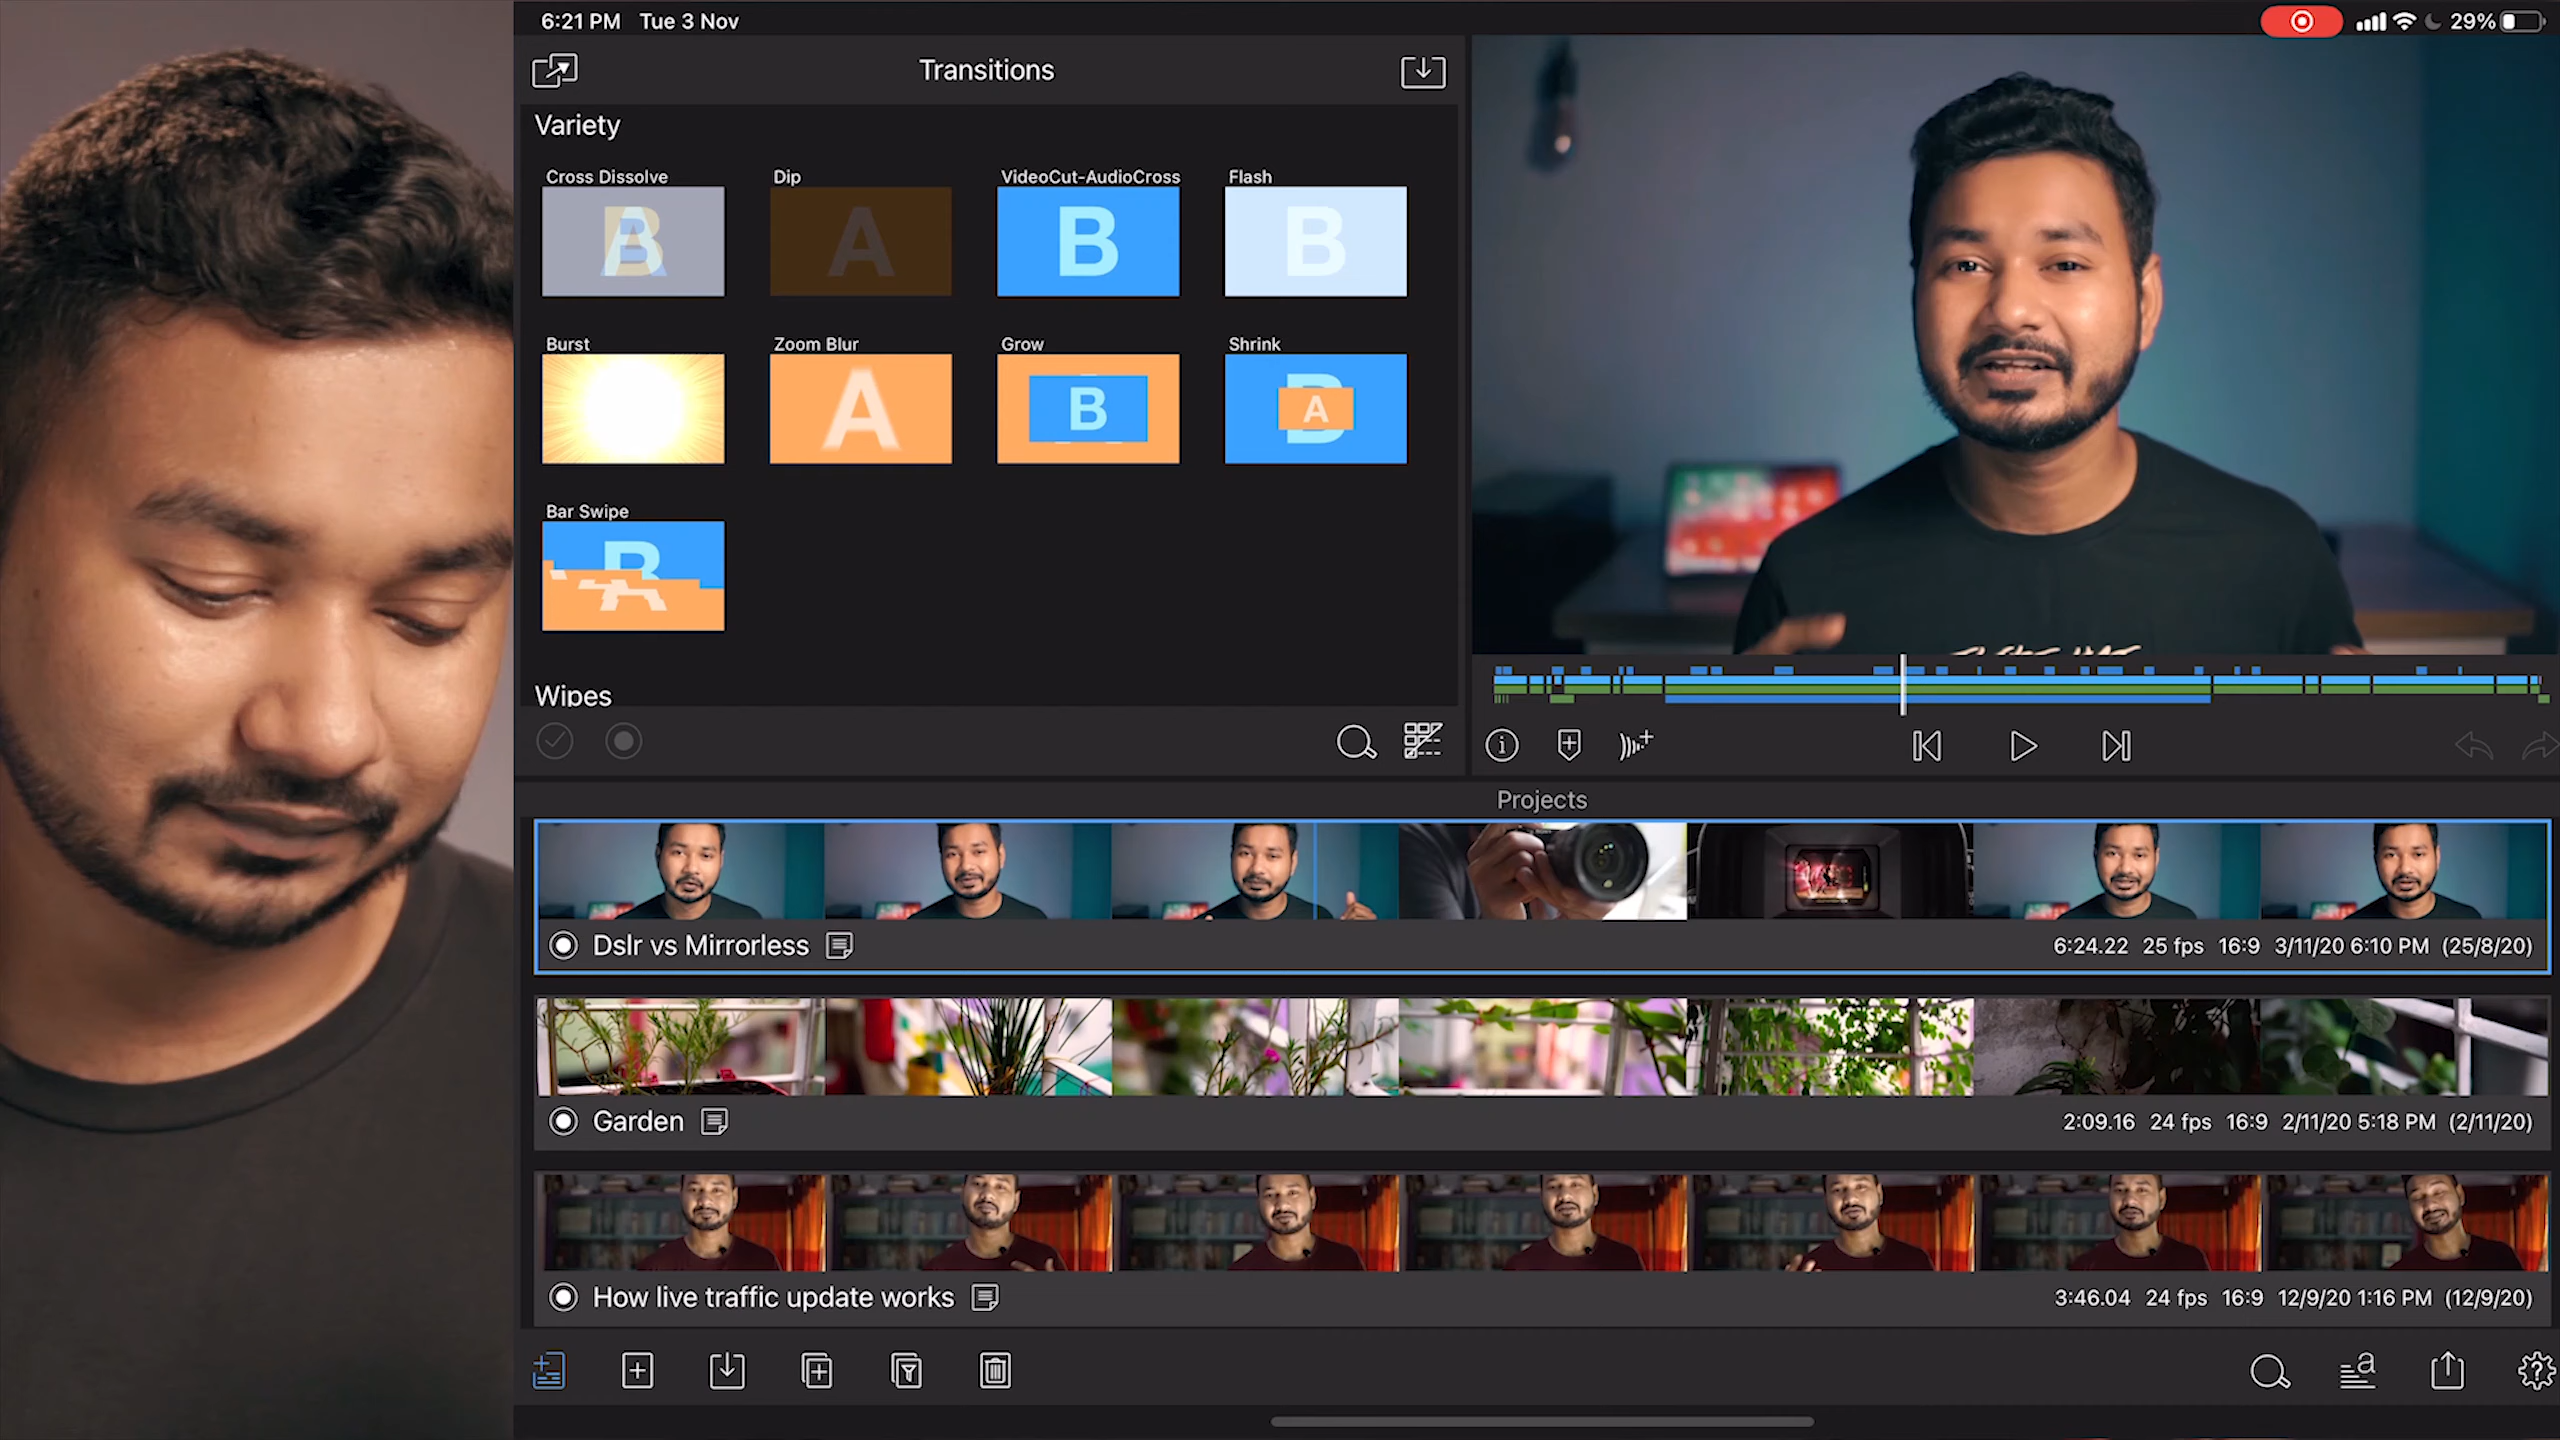 6:21 PM Tue 3 Nov
29%
Transitions
Variety
Cross Dissolve Dip VideoCut-AudioCross Flash
B A B B
Burst Zoom Blur Grow Shrink
A B A
Bar Swipe
Wipes
Projects
Dslr vs Mirrorless
6:24.22 25 fps 16:9 3/11/20 6:10 PM (25/8/20)
Garden
2:09.16 24 fps 16:9 2/11/20 5:18 PM (2/11/20)
How live traffic update works
3:46.04 24 fps 16:9 12/9/20 1:16 PM (12/9/20)